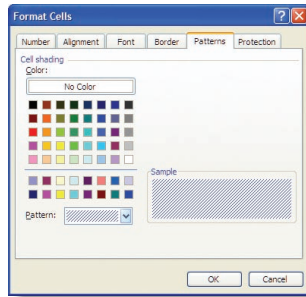 Format Cells
Number Alignment Font Border Patterns Protection
Cell shading
Color:
No Color
Sample
Pattern:
OK Cancel